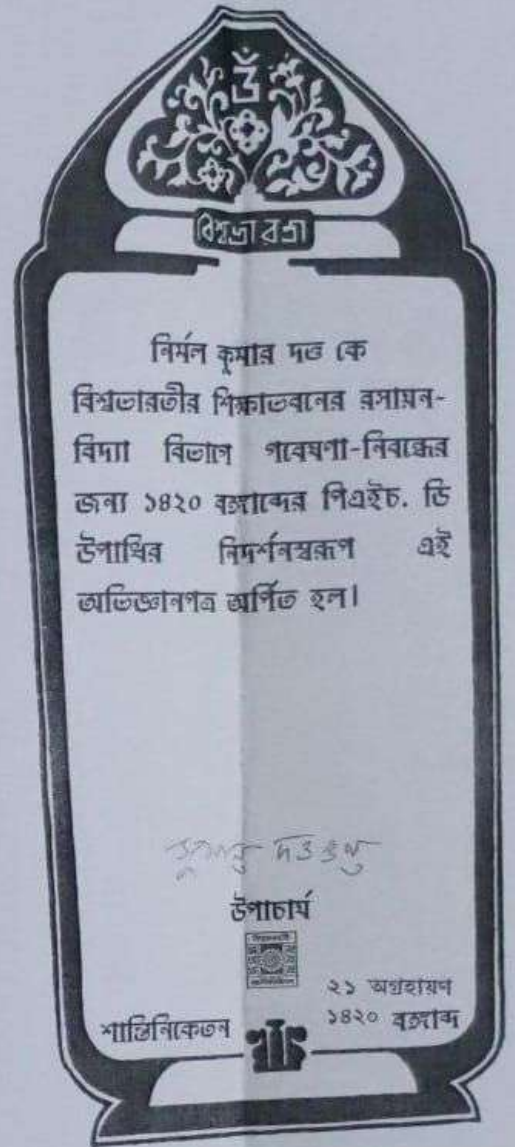 ওঁ
বিশ্বভারতী
নির্মল কুমার দত্ত কে
বিশ্বভারতীর শিক্ষাভবনের রসায়ন-
বিদ্যা বিভাগে গবেষণা-নিবন্ধের
জন্য ১৪২০ বঙ্গাব্দের পিএইচ. ডি
উপাধির নিদর্শনস্বরূপ এই
অভিজ্ঞানপত্র অর্পিত হল।
উপাচার্য
২১ অগ্রহায়ণ
শান্তিনিকেতন ১৪২০ বঙ্গাব্দ